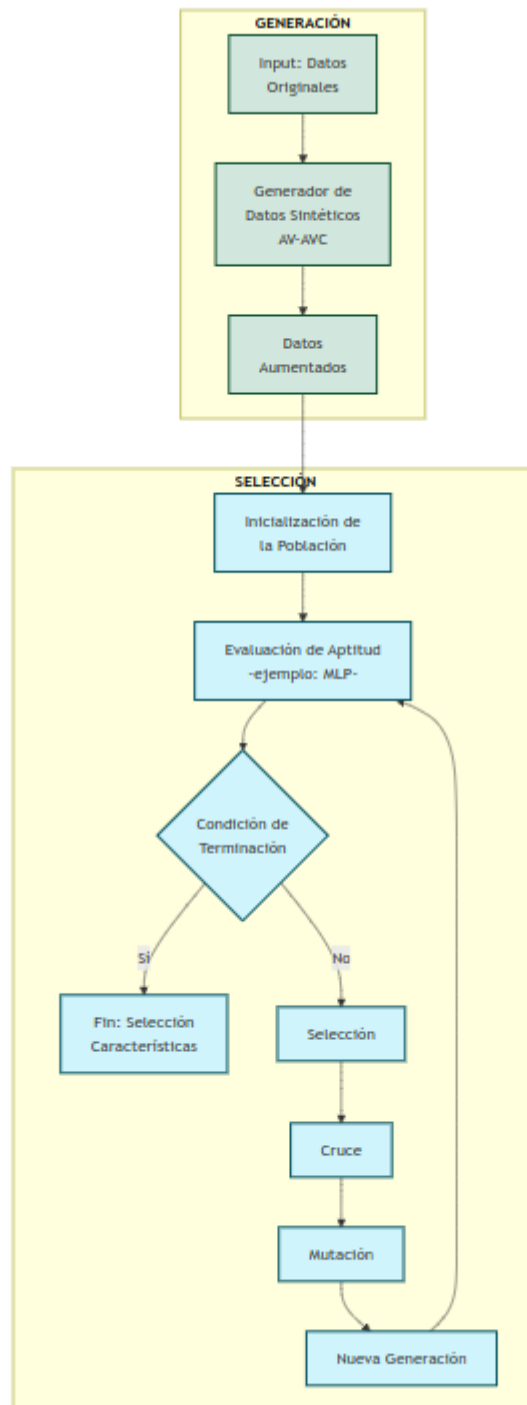 GENERACIÓN
Input: Datos
Originales
Generador de
Datos Sintéticos
AV-AVC
Datos
Aumentados
SELECCIÓN
Inicialización de
la Población
Evaluación de Aptitud
-ejemplo: MLP-
Condición de
Terminación
Sí
No
Fin: Selección
Características
Selección
Cruce
Mutación
Nueva Generación